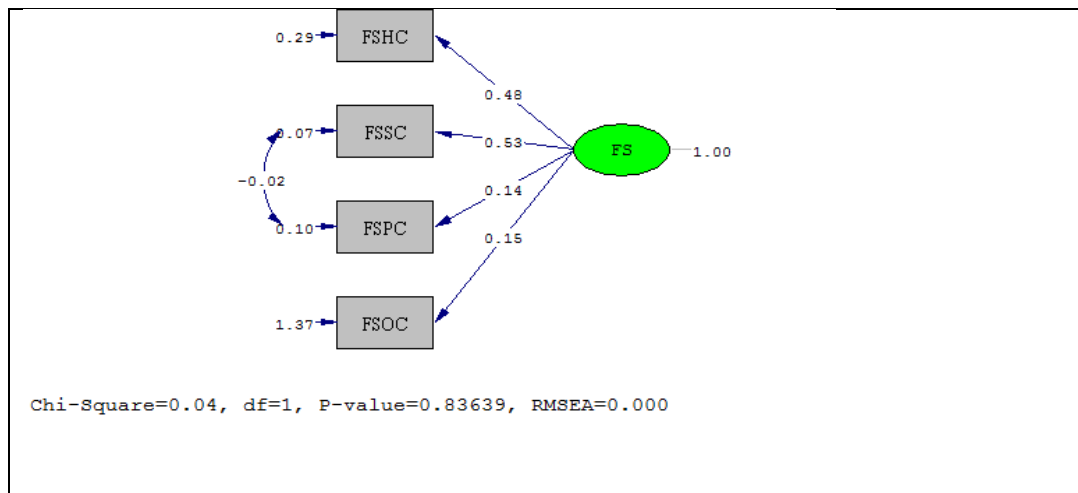 0.29 FSHC
0.48
0.07 FSSC
0.53 FS 1.00
-0.02
0.14
0.10 FSPC
0.15
1.37 FSOC
Chi-Square=0.04, df=1, P-value=0.83639, RMSEA=0.000